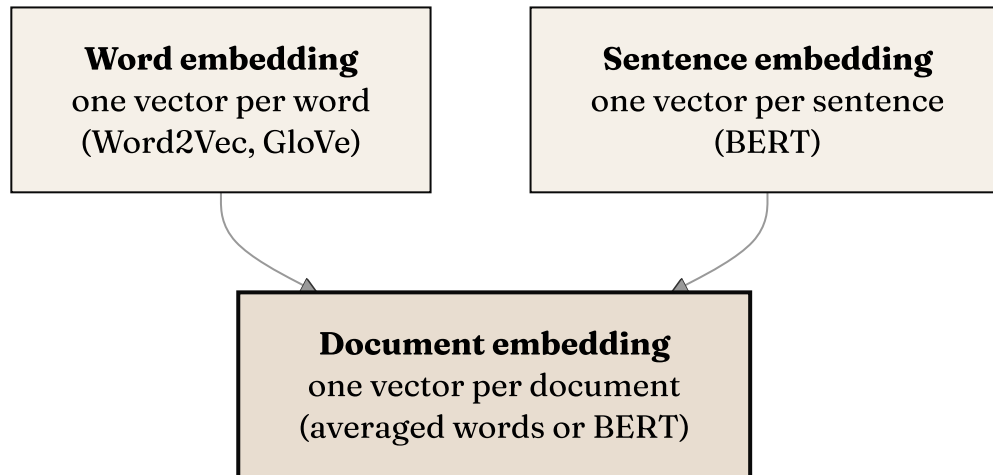 Word embedding
one vector per word
(Word2Vec, GloVe)
Sentence embedding
one vector per sentence
(BERT)
Document embedding
one vector per document
(averaged words or BERT)